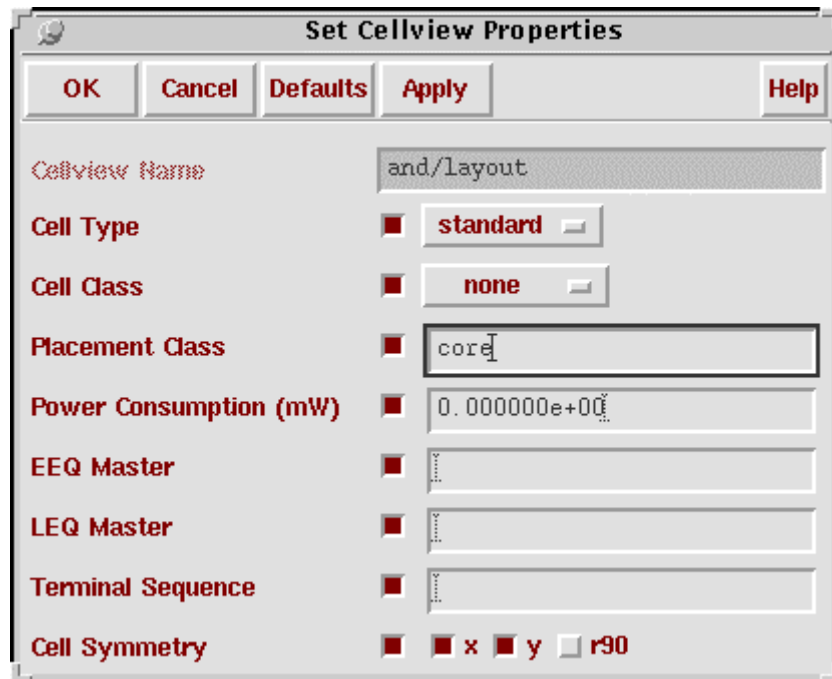 Set Cellview Properties
OK Cancel Defaults Apply Help
Cellview Name and/layout
Cell Type standard
Cell Class none
Placement Class core
Power Consumption (mW) 0.000000e+00
EEQ Master
LEQ Master
Terminal Sequence
Cell Symmetry x y r90